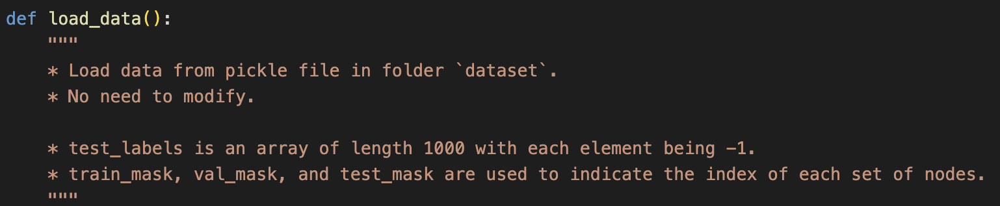 def load_data():
"""
* Load data from pickle file in folder `dataset`.
* No need to modify.
* test_labels is an array of length 1000 with each element being -1.
* train_mask, val_mask, and test_mask are used to indicate the index of each set of nodes.
"""